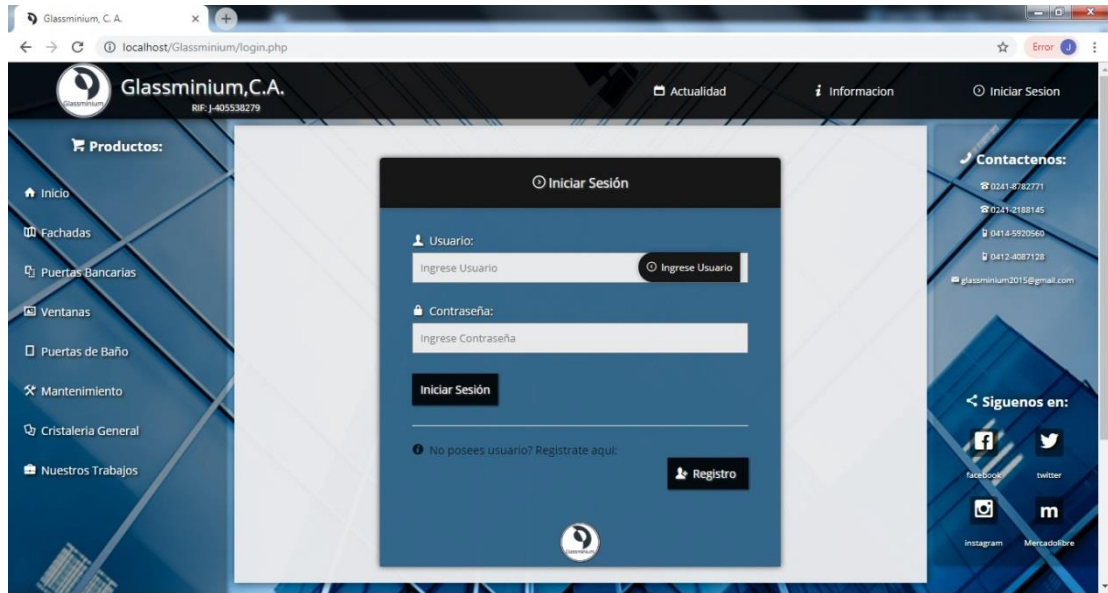 Glassminium, C. A.
localhost/Glassminium/login.php
Error J
Glassminium
Glassminium,C.A.
RIF: J-405538279
Actualidad
Informacion
Iniciar Sesion
Productos:
Inicio
Fachadas
Puertas Bancarias
Ventanas
Puertas de Baño
Mantenimiento
Cristaleria General
Nuestros Trabajos
Iniciar Sesión
Usuario:
Ingrese Usuario
Ingrese Usuario
Contraseña:
Ingrese Contraseña
Iniciar Sesión
No posees usuario? Registrate aqui:
Registro
Glassminium
Contactenos:
0241-8782771
0241-2188145
0414-5920560
0412-4087128
glassminium2015@gmail.com
Siguenos en:
facebook
twitter
m
instagram
Mercadolibre